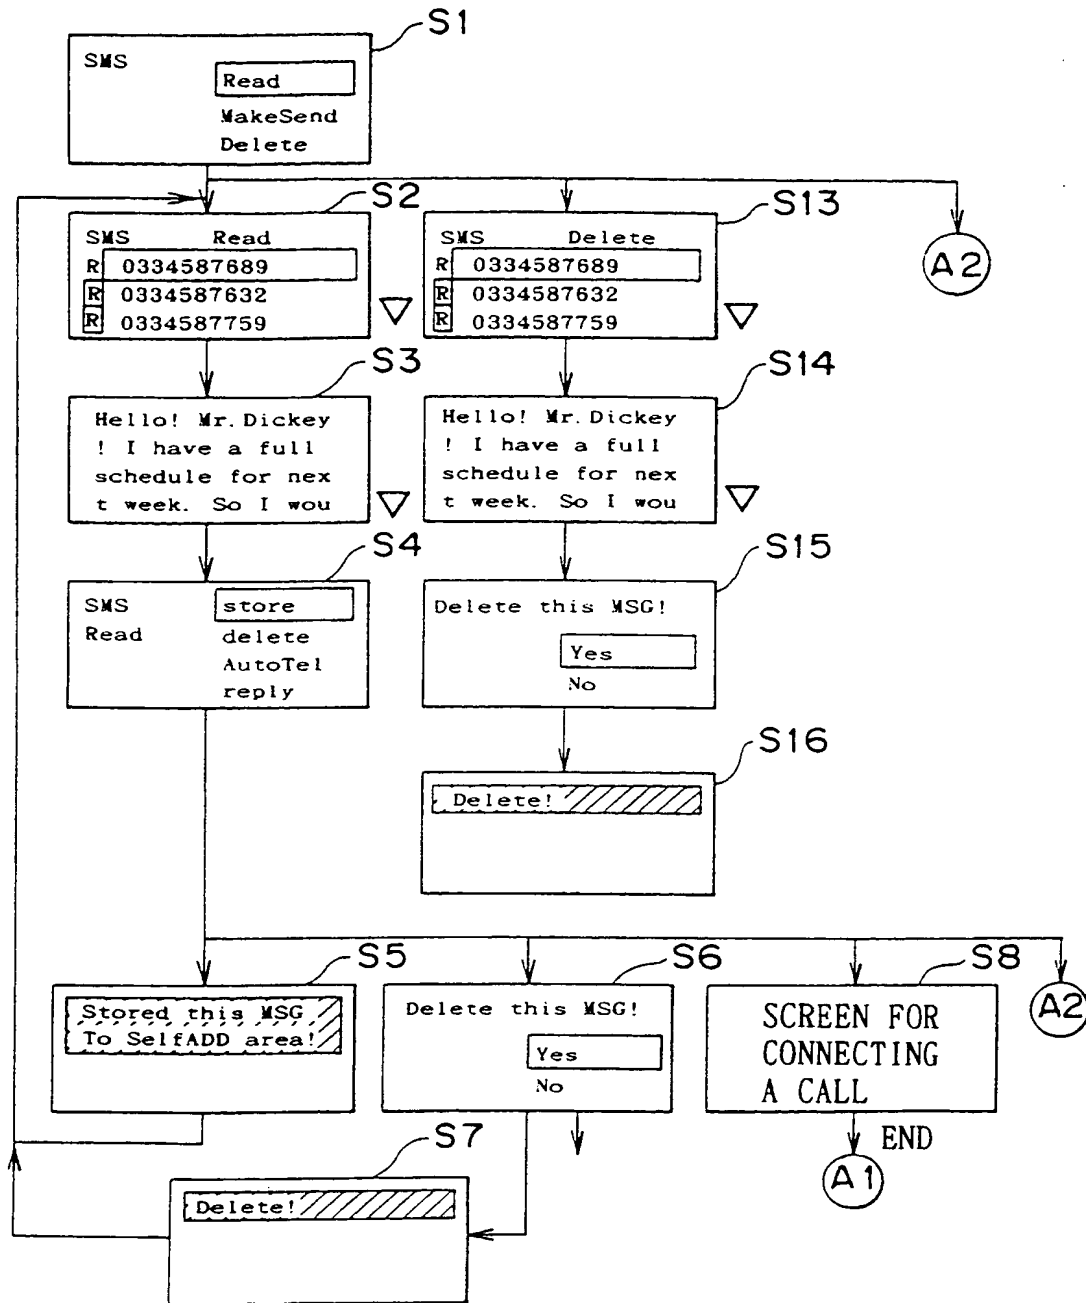 S1
SMS
Read
MakeSend
Delete
S2
SMS Read
R 0334587689
R 0334587632
R 0334587759
S13
SMS Delete
R 0334587689
R 0334587632
R 0334587759
A2
S3
Hello! Mr.Dickey
! I have a full
schedule for nex
t week. So I wou
S14
Hello! Mr.Dickey
! I have a full
schedule for nex
t week. So I wou
S4
SMS store
Read delete
AutoTel
reply
S15
Delete this MSG!
Yes
No
S16
Delete!
S5
Stored this MSG
To SelfADD area!
S6
Delete this MSG!
Yes
No
S8
SCREEN FOR
CONNECTING
A CALL
A2
END
A1
S7
Delete!